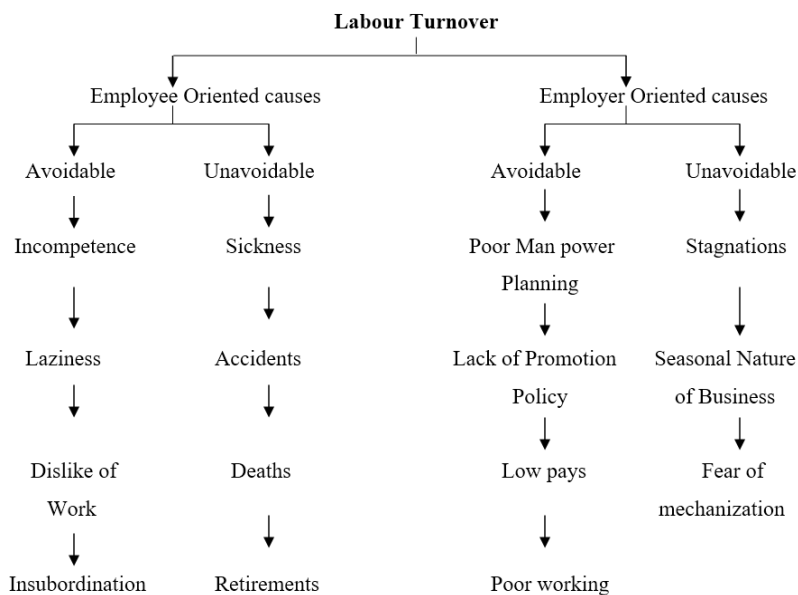 Labour Turnover
Employee Oriented causes
Employer Oriented causes
Avoidable
Unavoidable
Avoidable
Unavoidable
Incompetence
Sickness
Poor Man power
Planning
Stagnations
Laziness
Accidents
Lack of Promotion
Policy
Seasonal Nature
of Business
Dislike of
Work
Deaths
Low pays
Fear of
mechanization
Insubordination
Retirements
Poor working